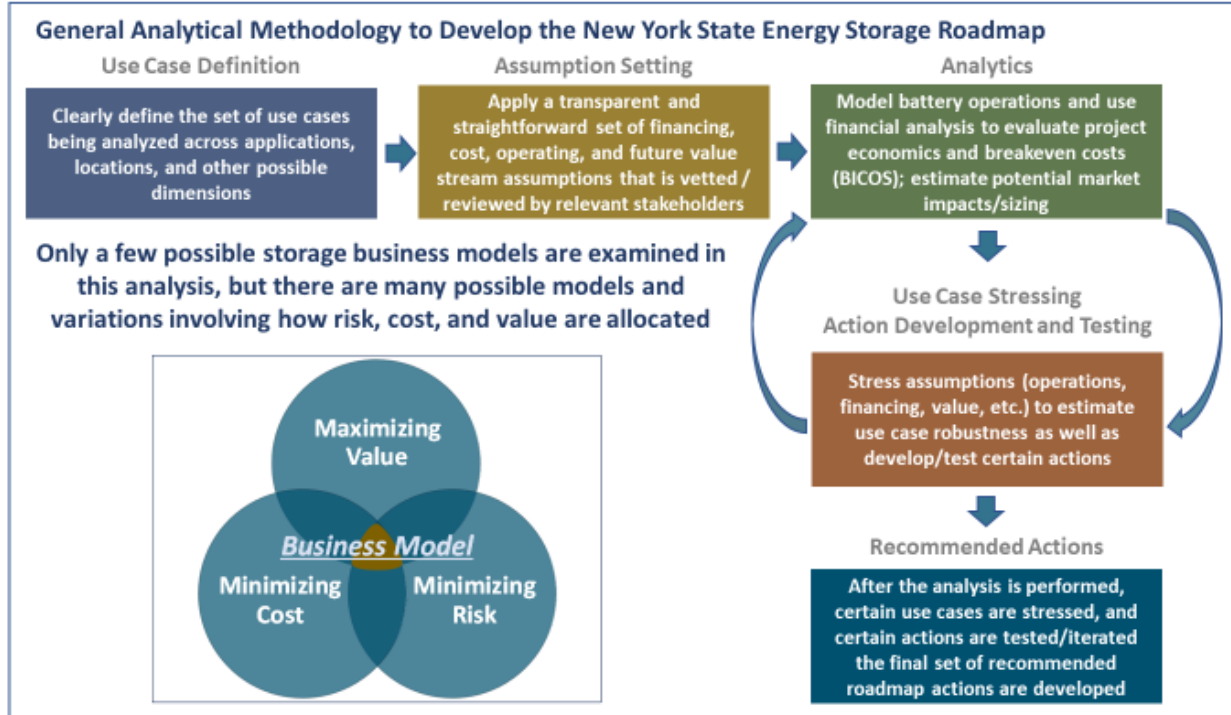 General Analytical Methodology to Develop the New York State Energy Storage Roadmap
Use Case Definition
Clearly define the set of use cases
being analyzed across applications,
locations, and other possible
dimensions
Assumption Setting
Apply a transparent and
straightforward set of financing,
cost, operating, and future value
stream assumptions that is vetted /
reviewed by relevant stakeholders
Analytics
Model battery operations and use
financial analysis to evaluate project
economics and breakeven costs
(BICOS); estimate potential market
impacts/sizing
Only a few possible storage business models are examined in
this analysis, but there are many possible models and
variations involving how risk, cost, and value are allocated
Use Case Stressing
Action Development and Testing
Stress assumptions (operations,
financing, value, etc.) to estimate
use case robustness as well as
develop/test certain actions
Maximizing
Value
Business Model
Minimizing
Cost
Minimizing
Risk
Recommended Actions
After the analysis is performed,
certain use cases are stressed, and
certain actions are tested/iterated
the final set of recommended
roadmap actions are developed